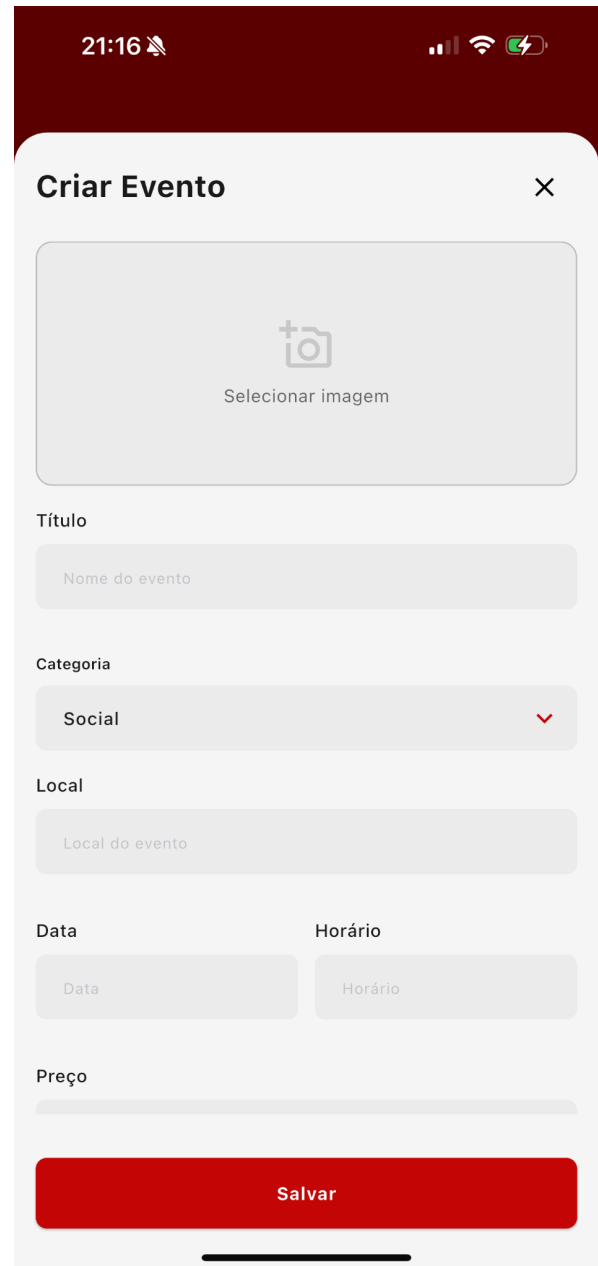 21:16
Criar Evento
Selecionar imagem
Título
Nome do evento
Categoria
Social
Local
Local do evento
Data Horário
Data Horário
Preço
Salvar